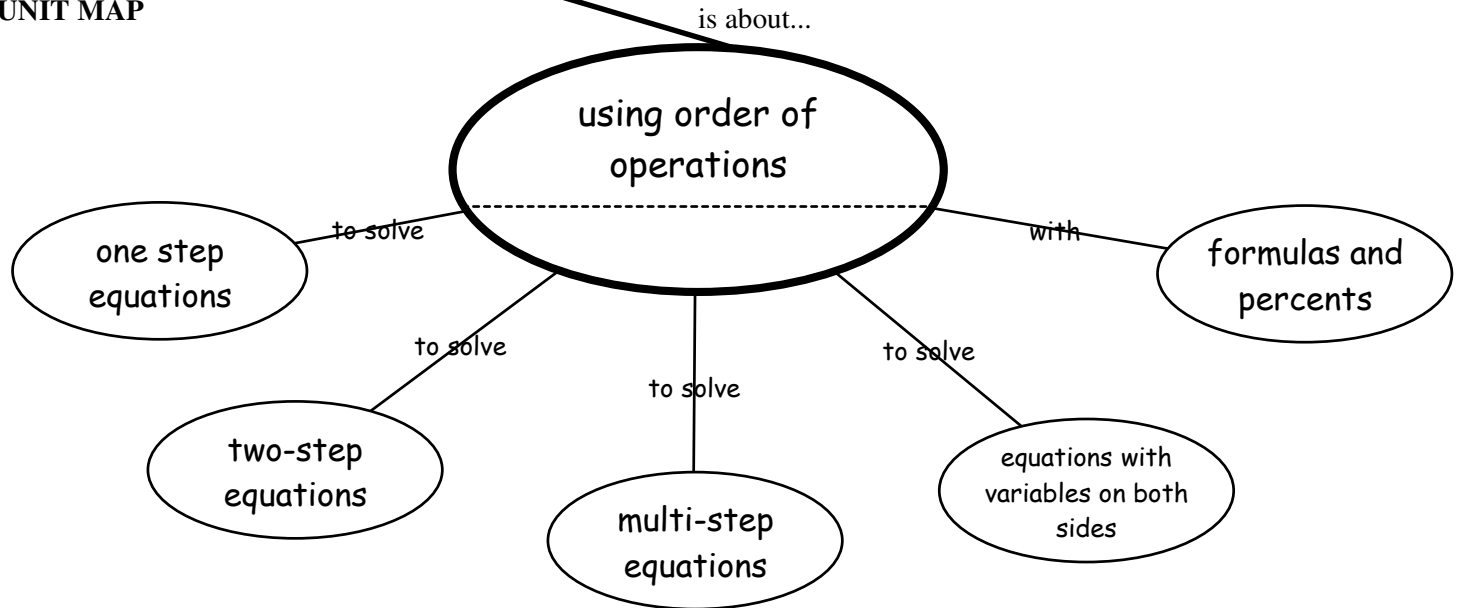 UNIT MAP
is about...
using order of
operations
to solve
one step
equations
to solve
two-step
equations
to solve
multi-step
equations
to solve
equations with
variables on both
sides
with
formulas and
percents